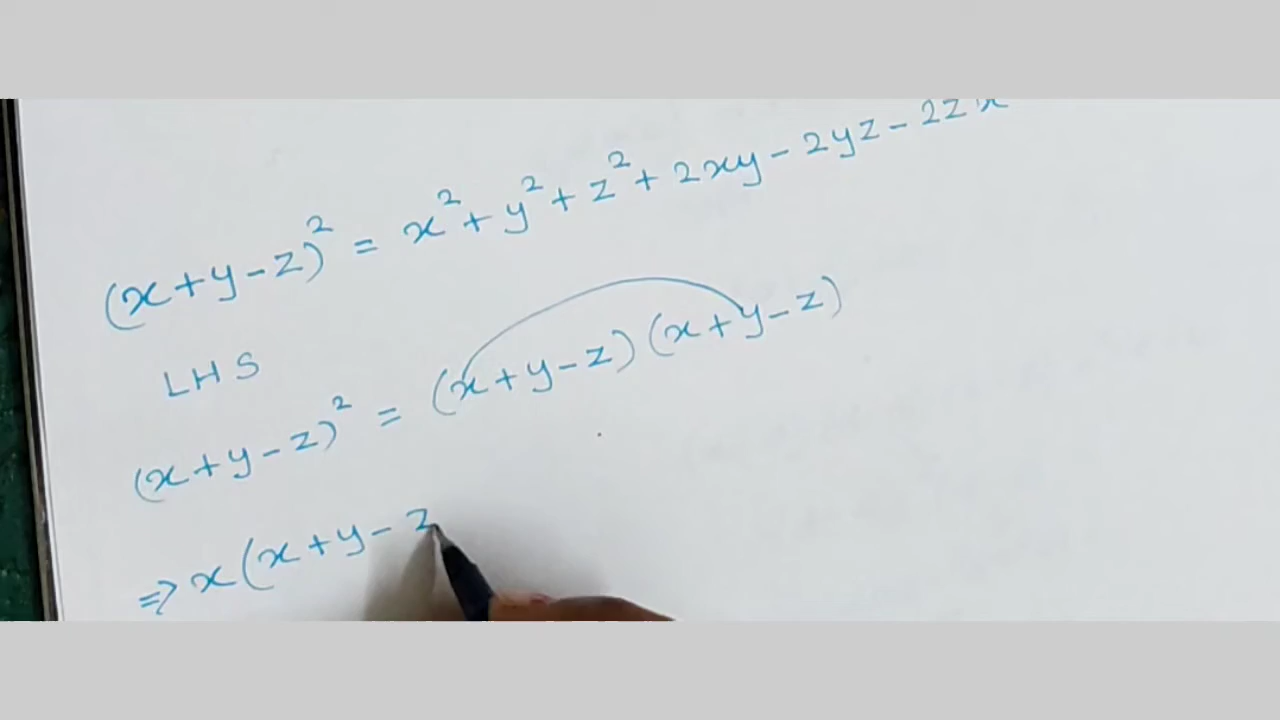 (x+y-z)² = x²+y²+z²+2xy-2yz-2zx
LHS
(x+y-z)² = (x+y-z)(x+y-z)
⇒ x(x+y-z